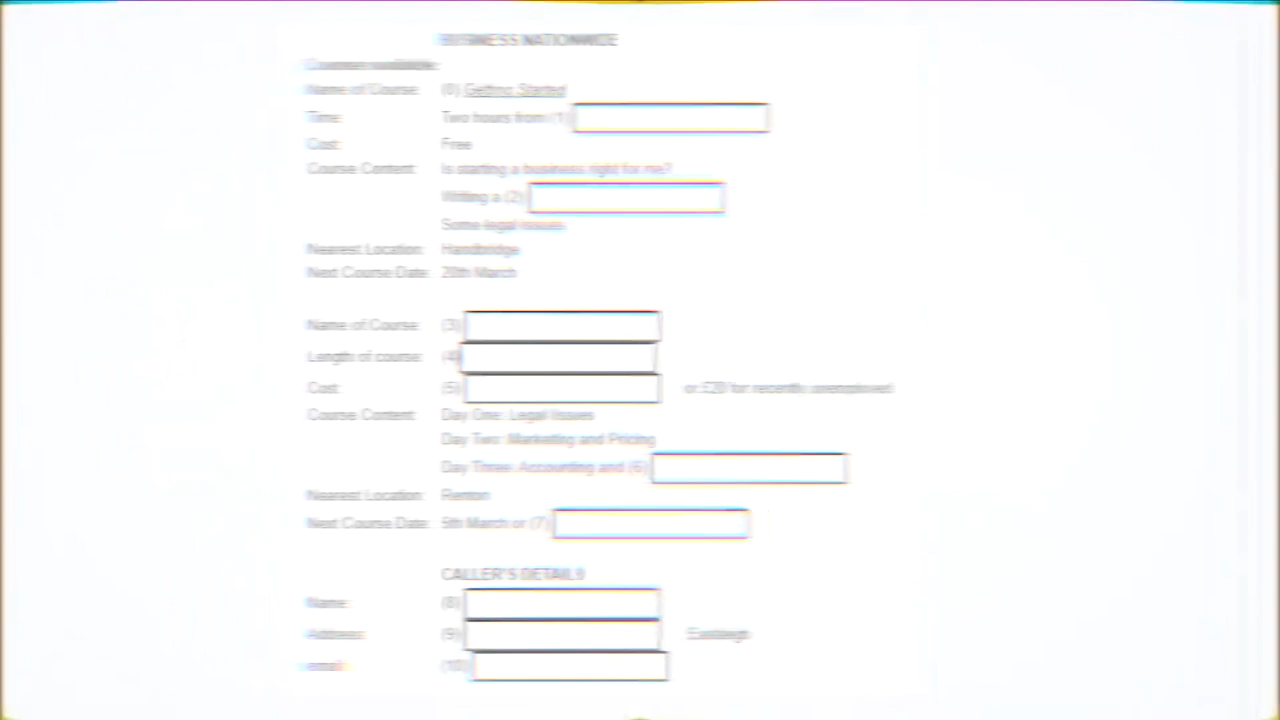 BUSINESS NATIONWIDE
Courses available:
Name of Course: (0) Getting Started
Time: Two hours from (1)
Cost: Free
Course Content: Is starting a business right for me?
Writing a (2)
Some legal issues
Nearest Location: Handbridge
Next Course Date: 20th March
Name of Course: (3)
Length of course: (4)
Cost: (5) or £20 for recently unemployed
Course Content: Day One: Legal Issues
Day Two: Marketing and Pricing
Day Three: Accounting and (6)
Nearest Location: Renton
Next Course Date: 5th March or (7)
CALLER'S DETAILS
Name: (8)
Address: (9)
email: (10)